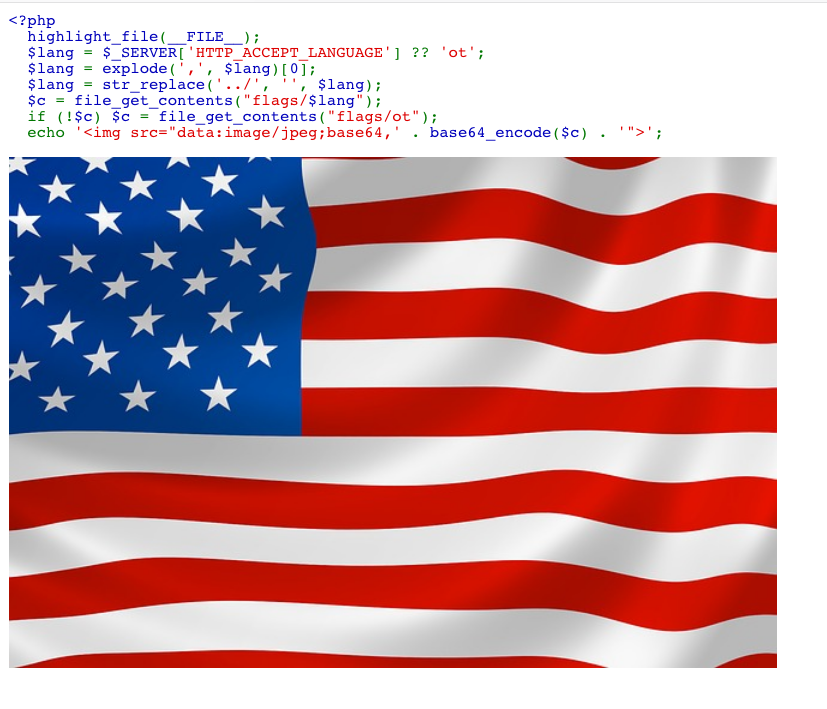 <?php
highlight_file(__FILE__);
$lang = $_SERVER['HTTP_ACCEPT_LANGUAGE'] ?? 'ot';
$lang = explode(',', $lang)[0];
$lang = str_replace('../', '', $lang);
$c = file_get_contents("flags/$lang");
if (!$c) $c = file_get_contents("flags/ot");
echo '<img src="data:image/jpeg;base64,' . base64_encode($c) . '">';